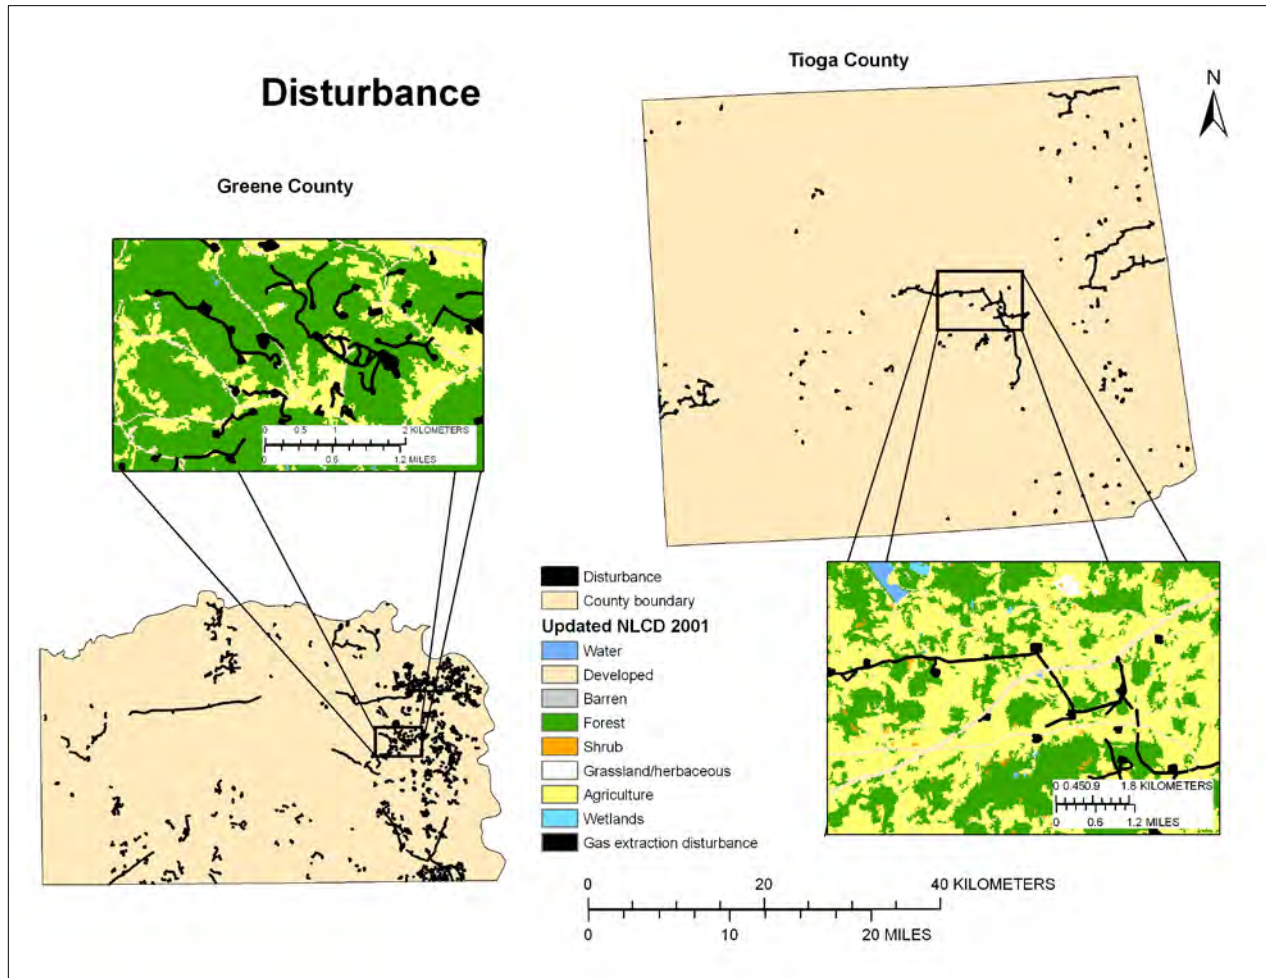 Disturbance
Tioga County
N
Greene County
0 0.5 1 2 KILOMETERS
0 0.6 1.2 MILES
Disturbance
County boundary
Updated NLCD 2001
Water
Developed
Barren
Forest
Shrub
Grassland/herbaceous
Agriculture
Wetlands
Gas extraction disturbance
0 0.450.9 1.8 KILOMETERS
0 0.6 1.2 MILES
0 20 40 KILOMETERS
0 10 20 MILES